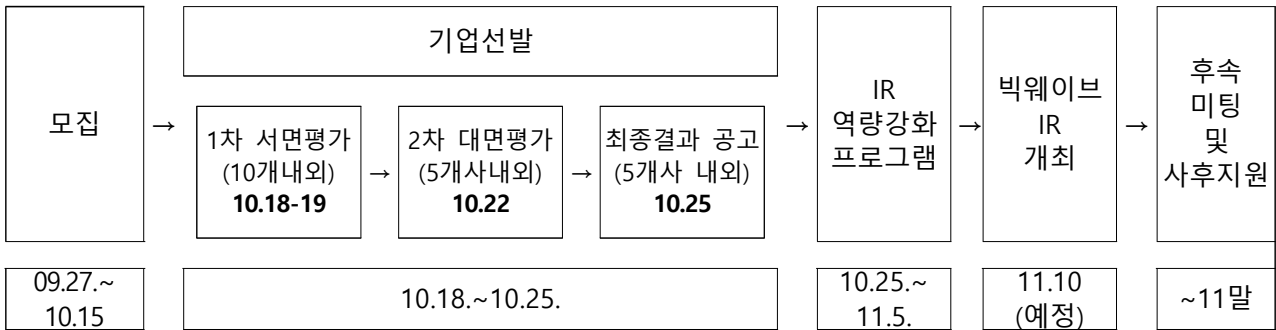 모집
→
기업선발
1차 서면평가
(10개내외)
10.18-19
→
2차 대면평가
(5개사내외)
10.22
→
최종결과 공고
(5개사 내외)
10.25
→
IR
역량강화
프로그램
→
빅웨이브
IR
개최
→
후속
미팅
및
사후지원
09.27.~
10.15
10.18.~10.25.
10.25.~
11.5.
11.10
(예정)
~11말